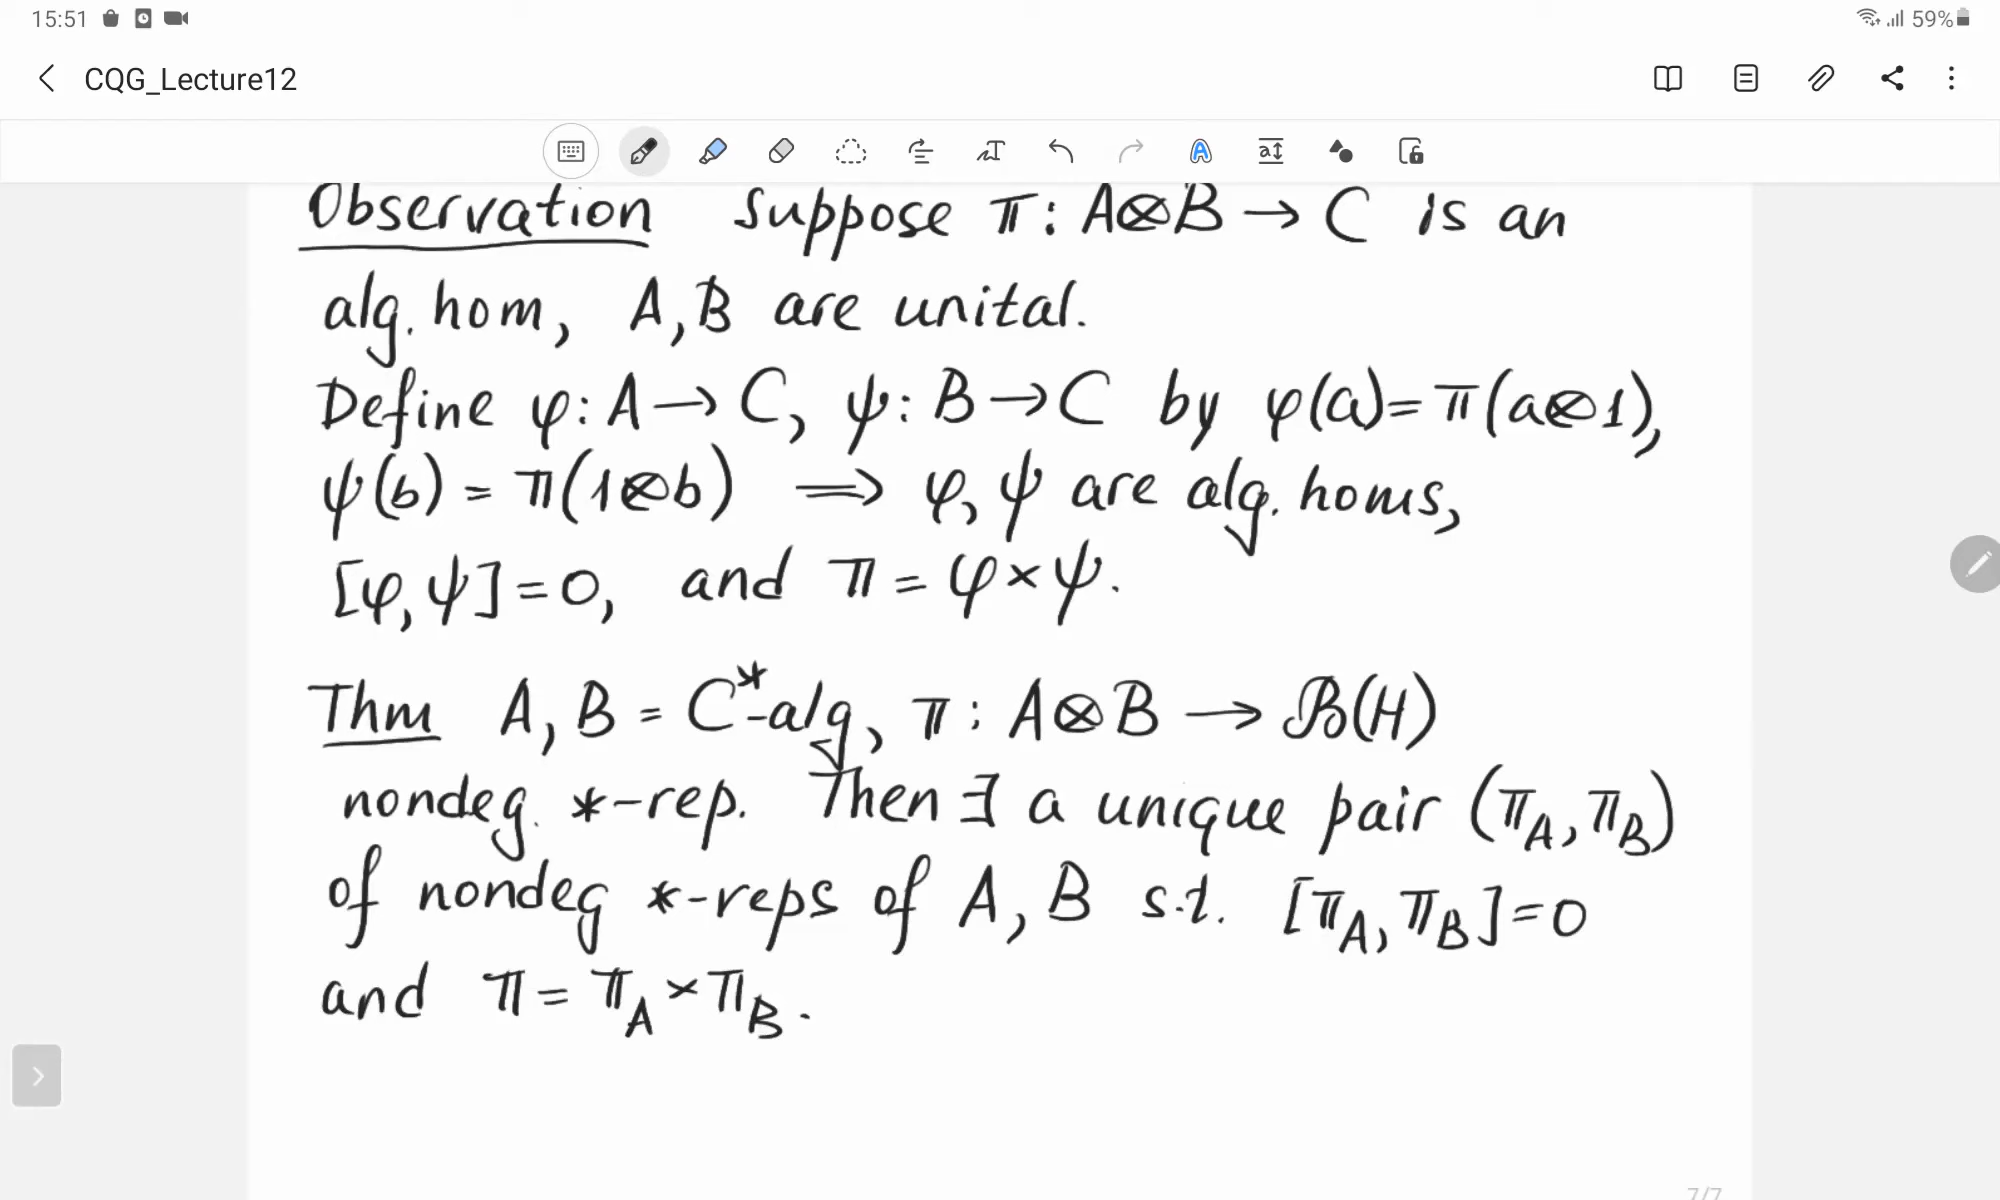 15:51 59%
CQG_Lecture12
Observation Suppose π: A⊗B → C is an
alg. hom, A, B are unital.
Define φ: A → C, ψ: B → C by φ(a) = π(a⊗1),
ψ(b) = π(1⊗b) ⟹ φ, ψ are alg. homs,
[φ, ψ] = 0, and π = φ × ψ.
Thm A, B = C*-alg, π: A⊗B → ℬ(H)
nondeg. *-rep. Then ∃ a unique pair (π_A, π_B)
of nondeg *-reps of A, B s.t. [π_A, π_B] = 0
and π = π_A × π_B.
7/7